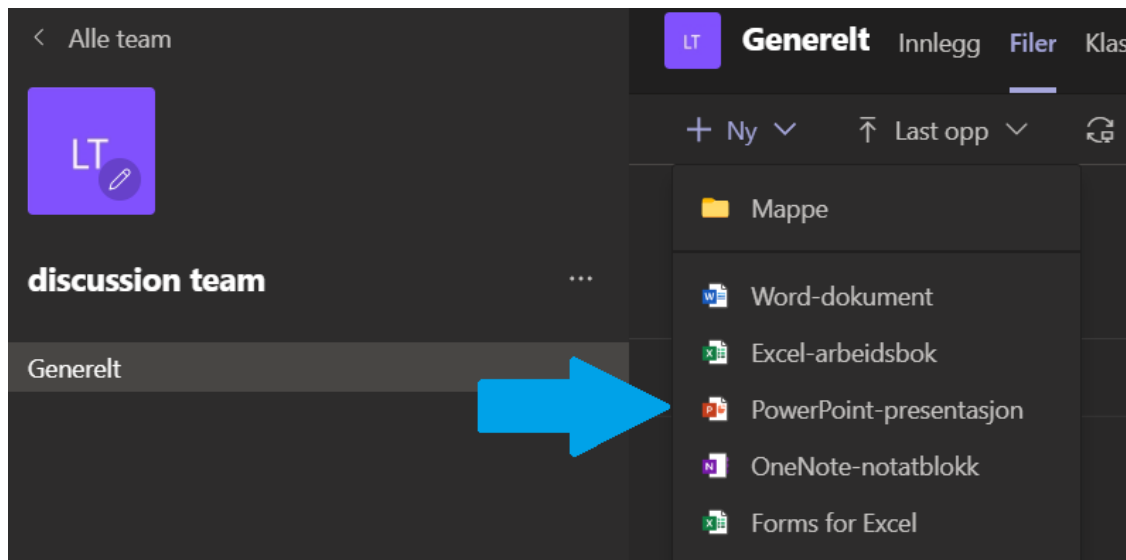 Alle team
LT
discussion team
...
Generelt
LT Generelt Innlegg Filer Klas
+ Ny Last opp
Mappe
Word-dokument
Excel-arbeidsbok
PowerPoint-presentasjon
OneNote-notatblokk
Forms for Excel